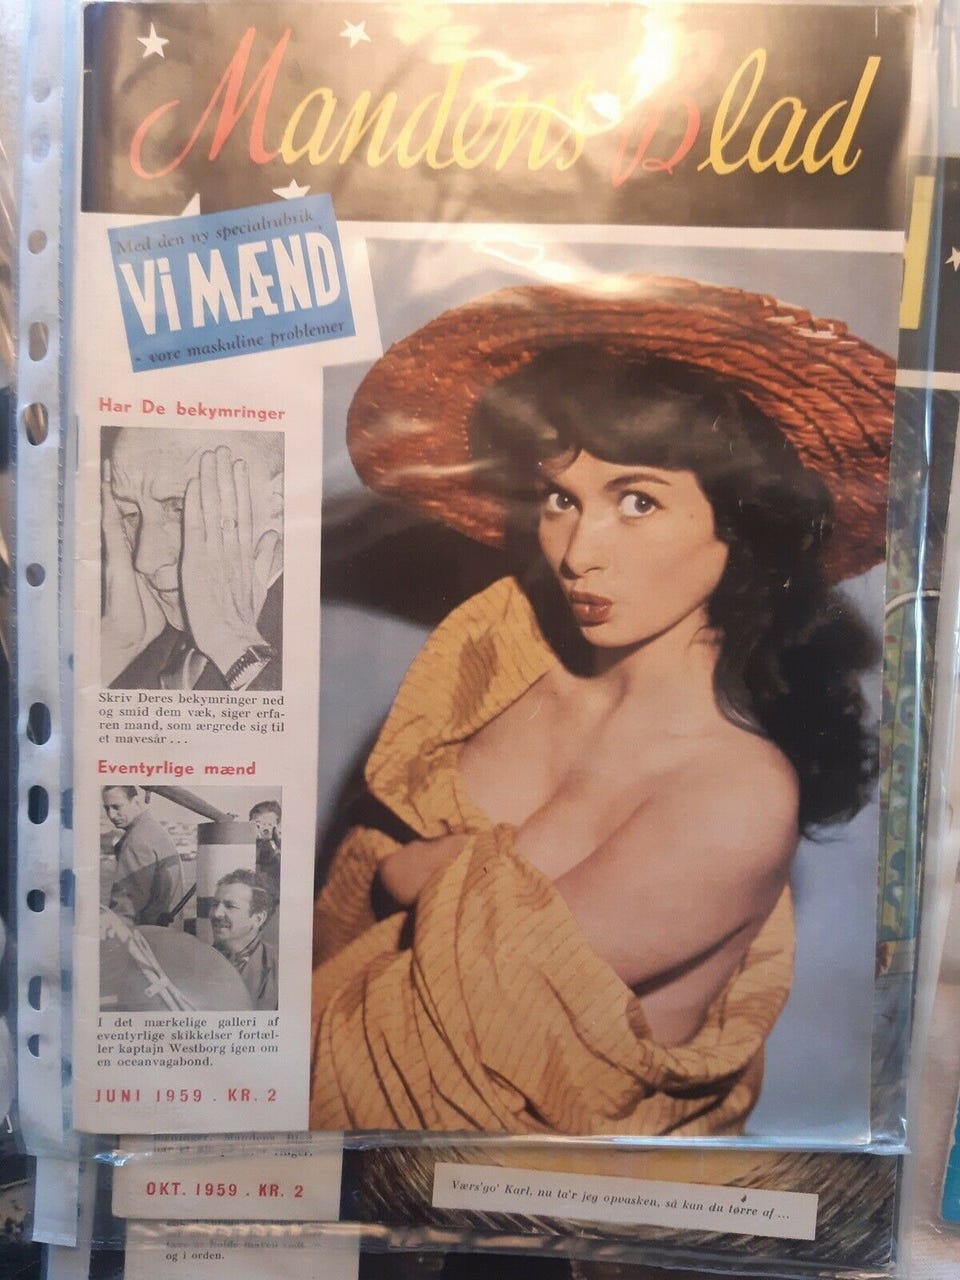 Mandens Blad
Med den ny specialrubrik
Vi MÆND
- vore maskuline problemer
Har De bekymringer
Skriv Deres bekymringer ned
og smid dem væk, siger erfa-
ren mand, som ærgrede sig til
et mavesår ...
Eventyrlige mænd
I det mærkelige galleri af
eventyrlige skikkelser fortæl-
ler kaptajn Westborg igen om
en oceanvagabond.
JUNI 1959 . KR. 2
OKT. 1959 . KR. 2
Værs'go' Karl, nu ta'r jeg opvasken, så kan du tørre af ...
og i orden.